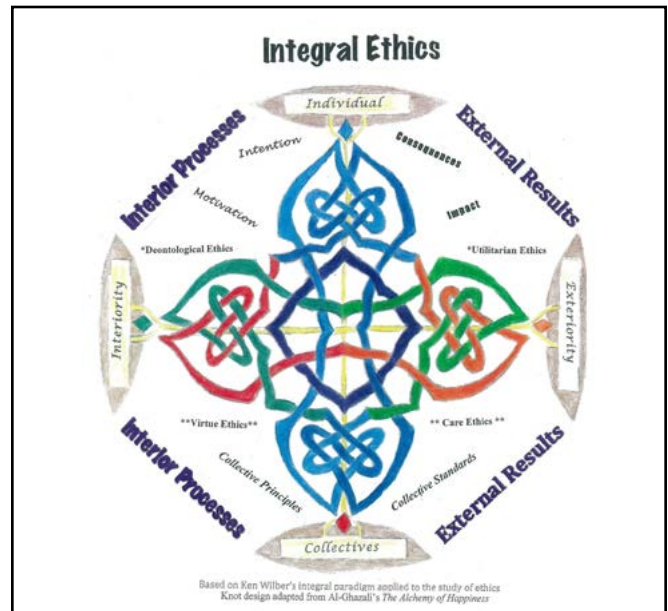 Integral Ethics
Individual
Interior Processes
External Results
Intention
Consequences
Motivation
Impact
*Deontological Ethics
*Utilitarian Ethics
Interiority
Exteriority
**Virtue Ethics**
** Care Ethics **
Collective Principles
Collective Standards
Interior Processes
External Results
Collectives
Based on Ken Wilber's integral paradigm applied to the study of ethics
Knot design adapted from Al-Ghazali's The Alchemy of Happiness